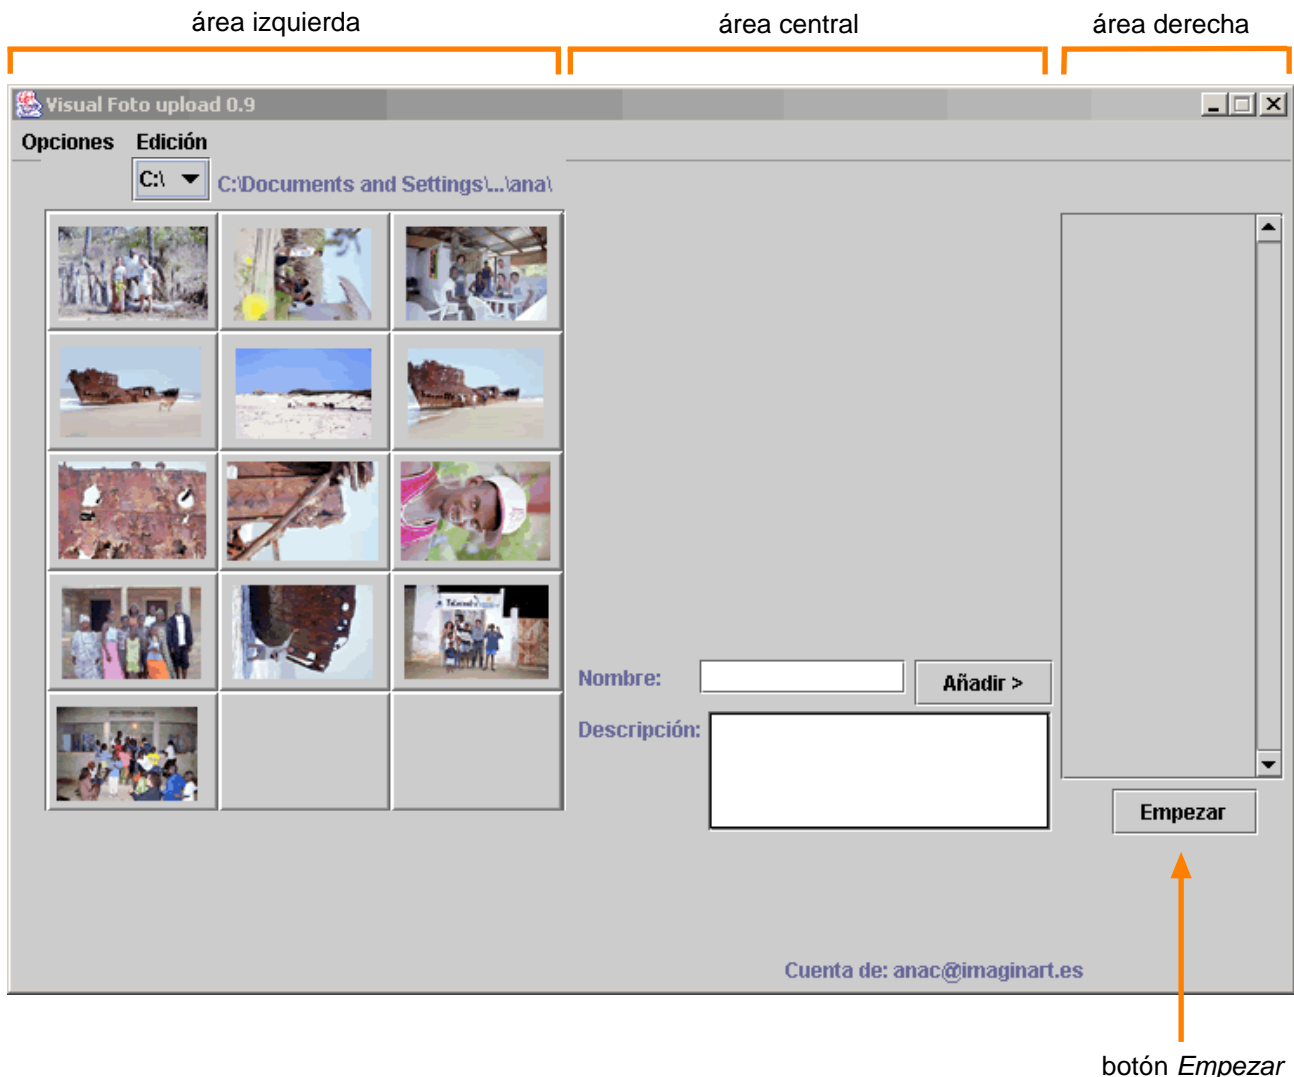 área izquierda
área central
área derecha
Visual Foto upload 0.9
Opciones Edición
C:\ C:\Documents and Settings\...\ana\
Nombre:
Añadir >
Descripción:
Empezar
Cuenta de: anac@imaginart.es
botón Empezar